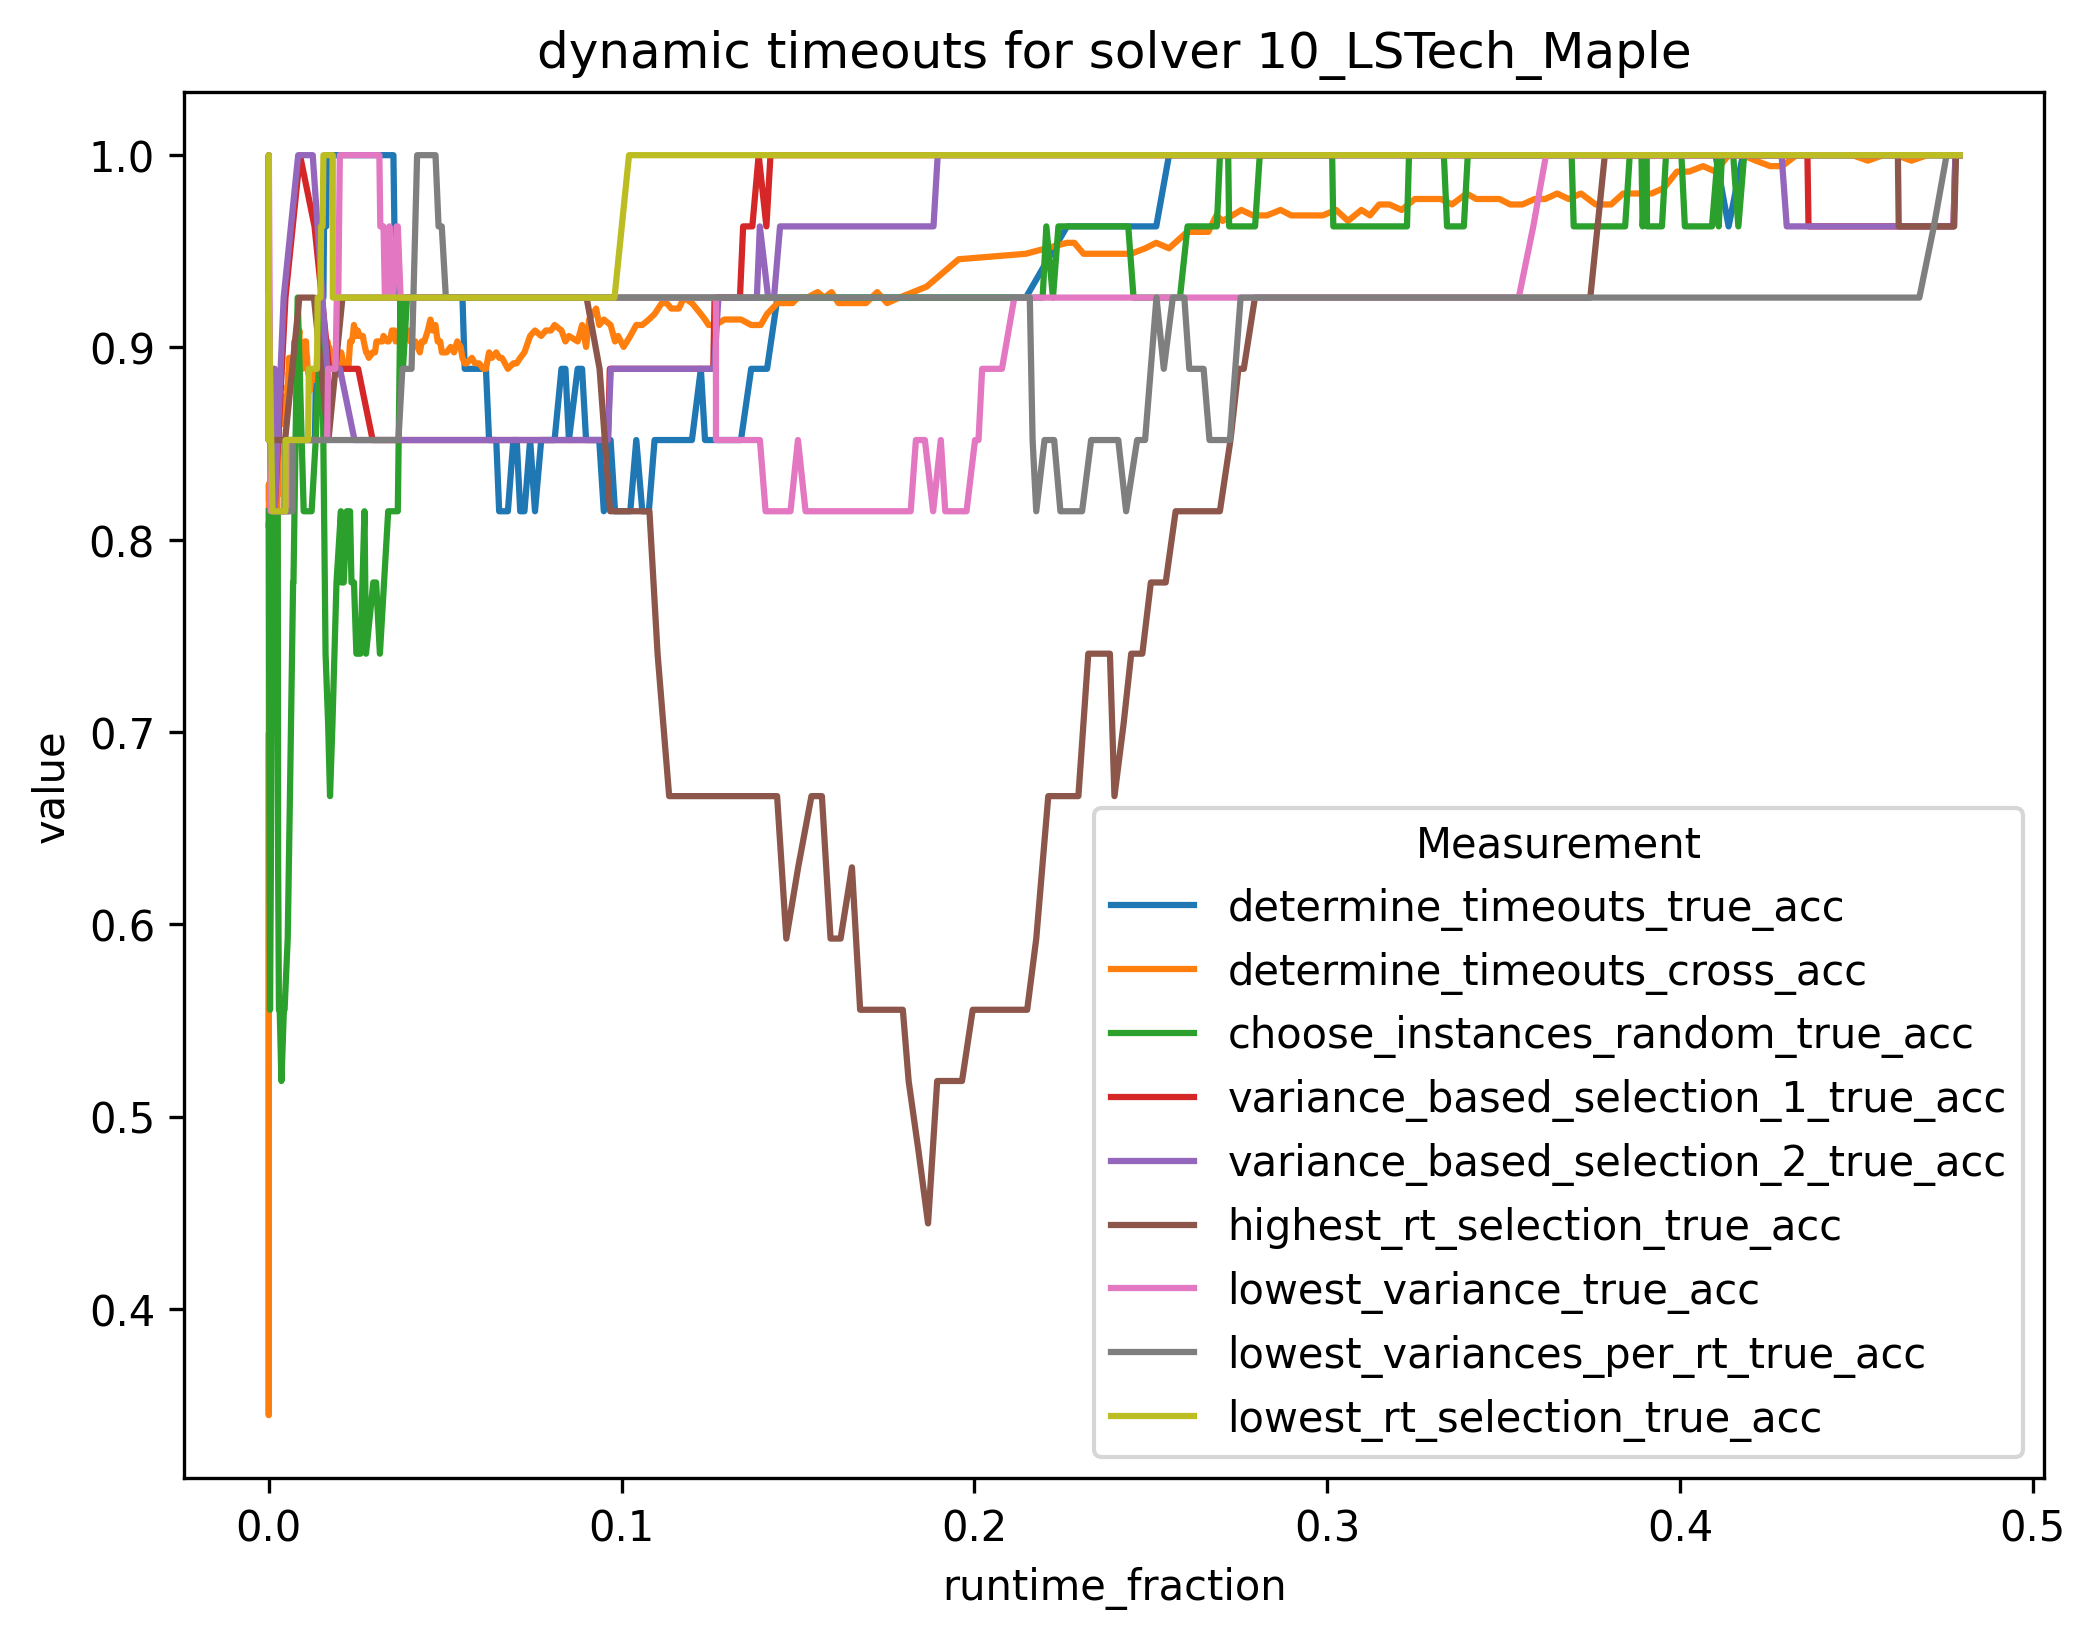 dynamic timeouts for solver 10_LSTech_Maple
1.0
0.9
0.8
0.7
0.6
0.5
0.4
value
Measurement
determine_timeouts_true_acc
determine_timeouts_cross_acc
choose_instances_random_true_acc
variance_based_selection_1_true_acc
variance_based_selection_2_true_acc
highest_rt_selection_true_acc
lowest_variance_true_acc
lowest_variances_per_rt_true_acc
lowest_rt_selection_true_acc
0.0 0.1 0.2 0.3 0.4 0.5
runtime_fraction